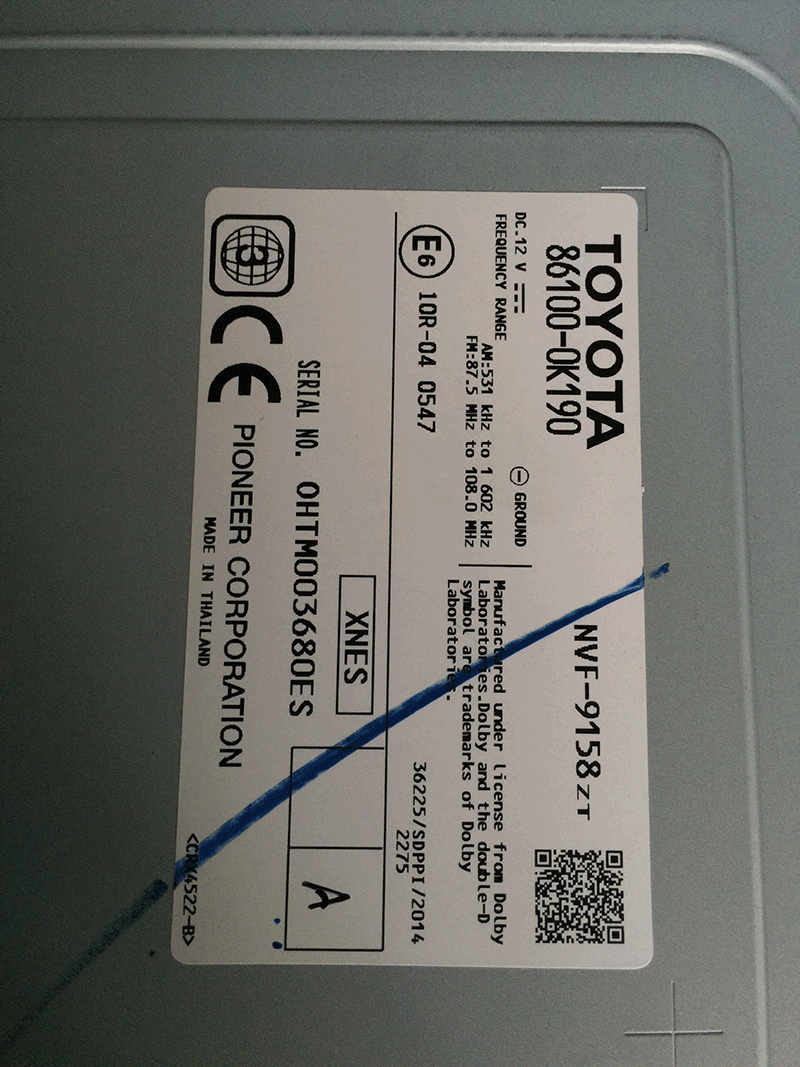 TOYOTA
86100-0K190
NVF-9158ZT
DC.12 V
GROUND
FREQUENCY RANGE
AM:531 kHz to 1 602 kHz
FM:87.5 MHz to 108.0 MHz
Manufactured under license from Dolby
Laboratories.Dolby and the double-D
symbol are trademarks of Dolby
Laboratories.
E6
10R-04 0547
36225/SDPPI/2014
2275
XNES
SERIAL NO. OHTM003680ES
A
3
CE
PIONEER CORPORATION
MADE IN THAILAND
<CRX4522-B>